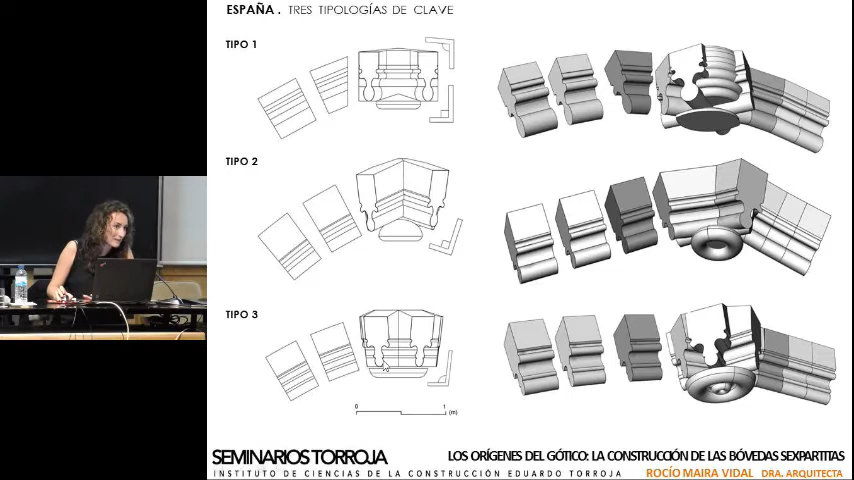 ESPAÑA . TRES TIPOLOGÍAS DE CLAVE
TIPO 1
TIPO 2
TIPO 3
0 1 (m)
SEMINARIOS TORROJA
LOS ORÍGENES DEL GÓTICO: LA CONSTRUCCIÓN DE LAS BÓVEDAS SEXPARTITAS
INSTITUTO DE CIENCIAS DE LA CONSTRUCCIÓN EDUARDO TORROJA
ROCÍO MAIRA VIDAL DRA. ARQUITECTA